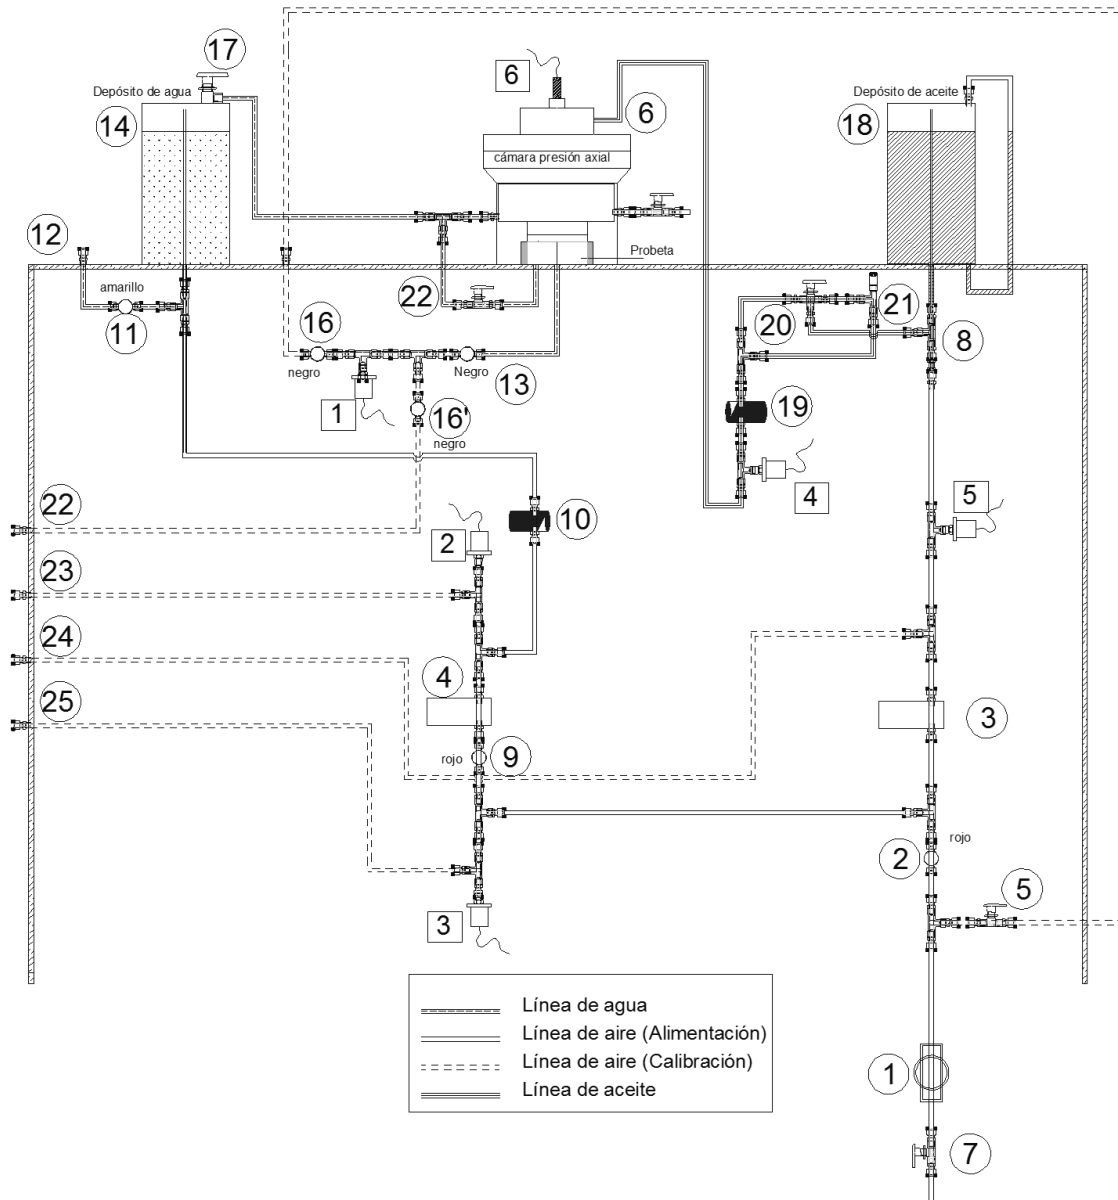 17
6
6
Depósito de agua
Depósito de aceite
14
18
cámara presión axial
12
Probeta
amarillo
22
11
16
20
21
8
negro
Negro
13
1
16'
19
negro
4
5
22
10
2
23
24
4
25
3
rojo
9
rojo
2
5
3
Línea de agua
Línea de aire (Alimentación)
Línea de aire (Calibración)
Línea de aceite
1
7